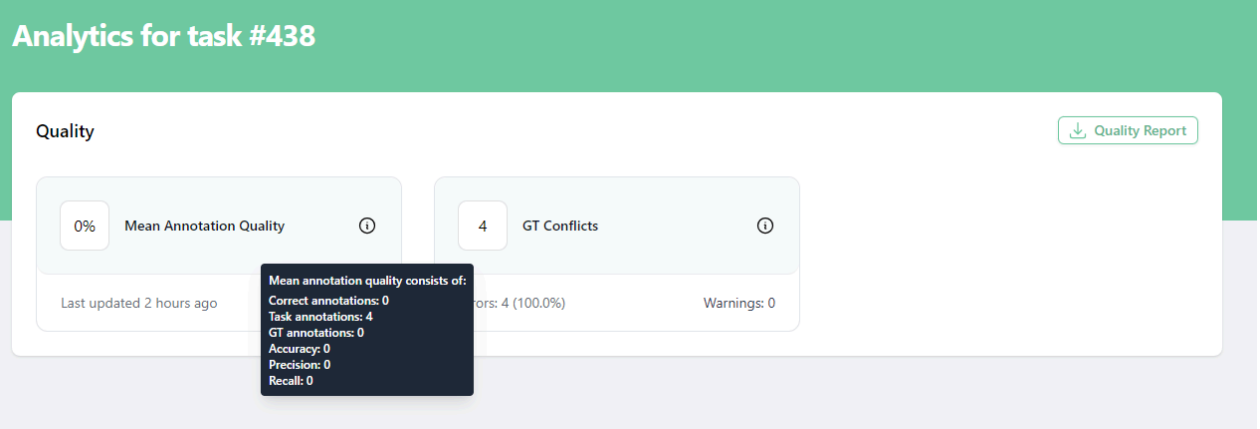 Analytics for task #438
Quality
Quality Report
0%
Mean Annotation Quality
4
GT Conflicts
Last updated 2 hours ago
Mean annotation quality consists of:
Correct annotations: 0
Task annotations: 4
GT annotations: 0
Accuracy: 0
Precision: 0
Recall: 0
4 (100.0%)
Warnings: 0